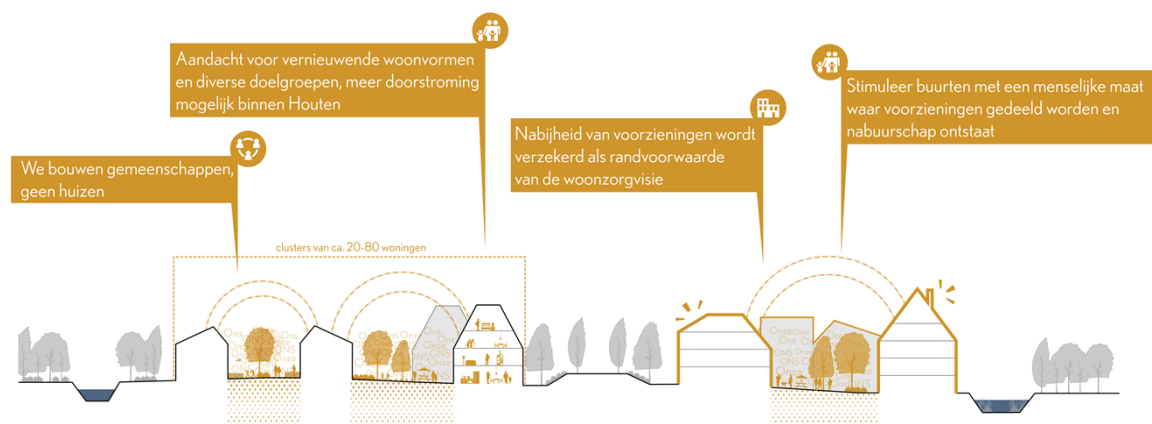 Aandacht voor vernieuwende woonvormen
en diverse doelgroepen, meer doorstroming
mogelijk binnen Houten
Stimuleer buurten met een menselijke maat
waar voorzieningen gedeeld worden en
nabuurschap ontstaat
Nabijheid van voorzieningen wordt
verzekerd als randvoorwaarde
van de woonzorgvisie
We bouwen gemeenschappen,
geen huizen
clusters van ca. 20-80 woningen